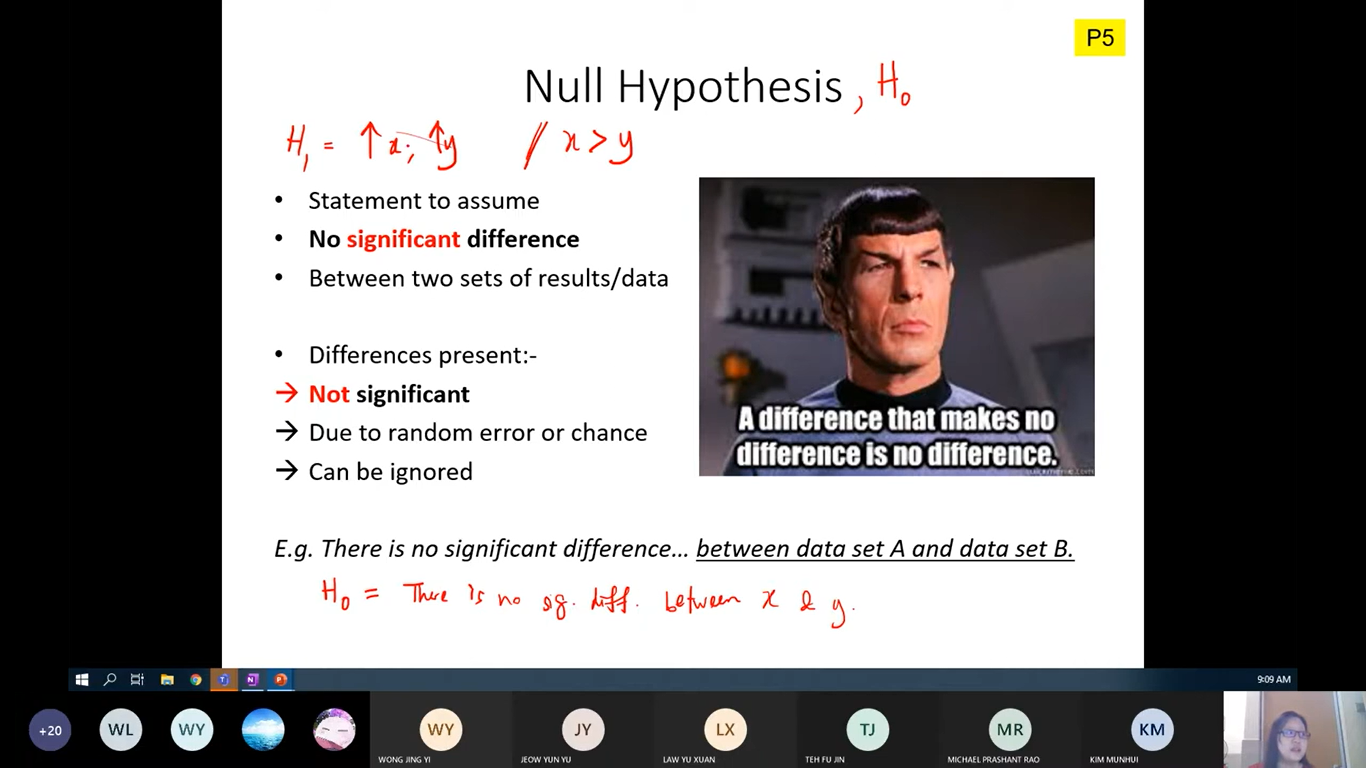 P5
Null Hypothesis, H₀
H₁ = ↑x; ↑y // x > y
• Statement to assume
• No significant difference
• Between two sets of results/data
• Differences present:-
→ Not significant
→ Due to random error or chance
→ Can be ignored
A difference that makes no
difference is no difference.
E.g. There is no significant difference... between data set A and data set B.
H₀ = There is no sg. diff. between x & y.
9:09 AM
+20
WL
WY
WY
JY
LX
TJ
MR
KM
WONG JING YI
JEOW YUN YU
LAW YU XUAN
TEH FU JIN
MICHAEL PRASHANT RAO
KIM MUNHUI